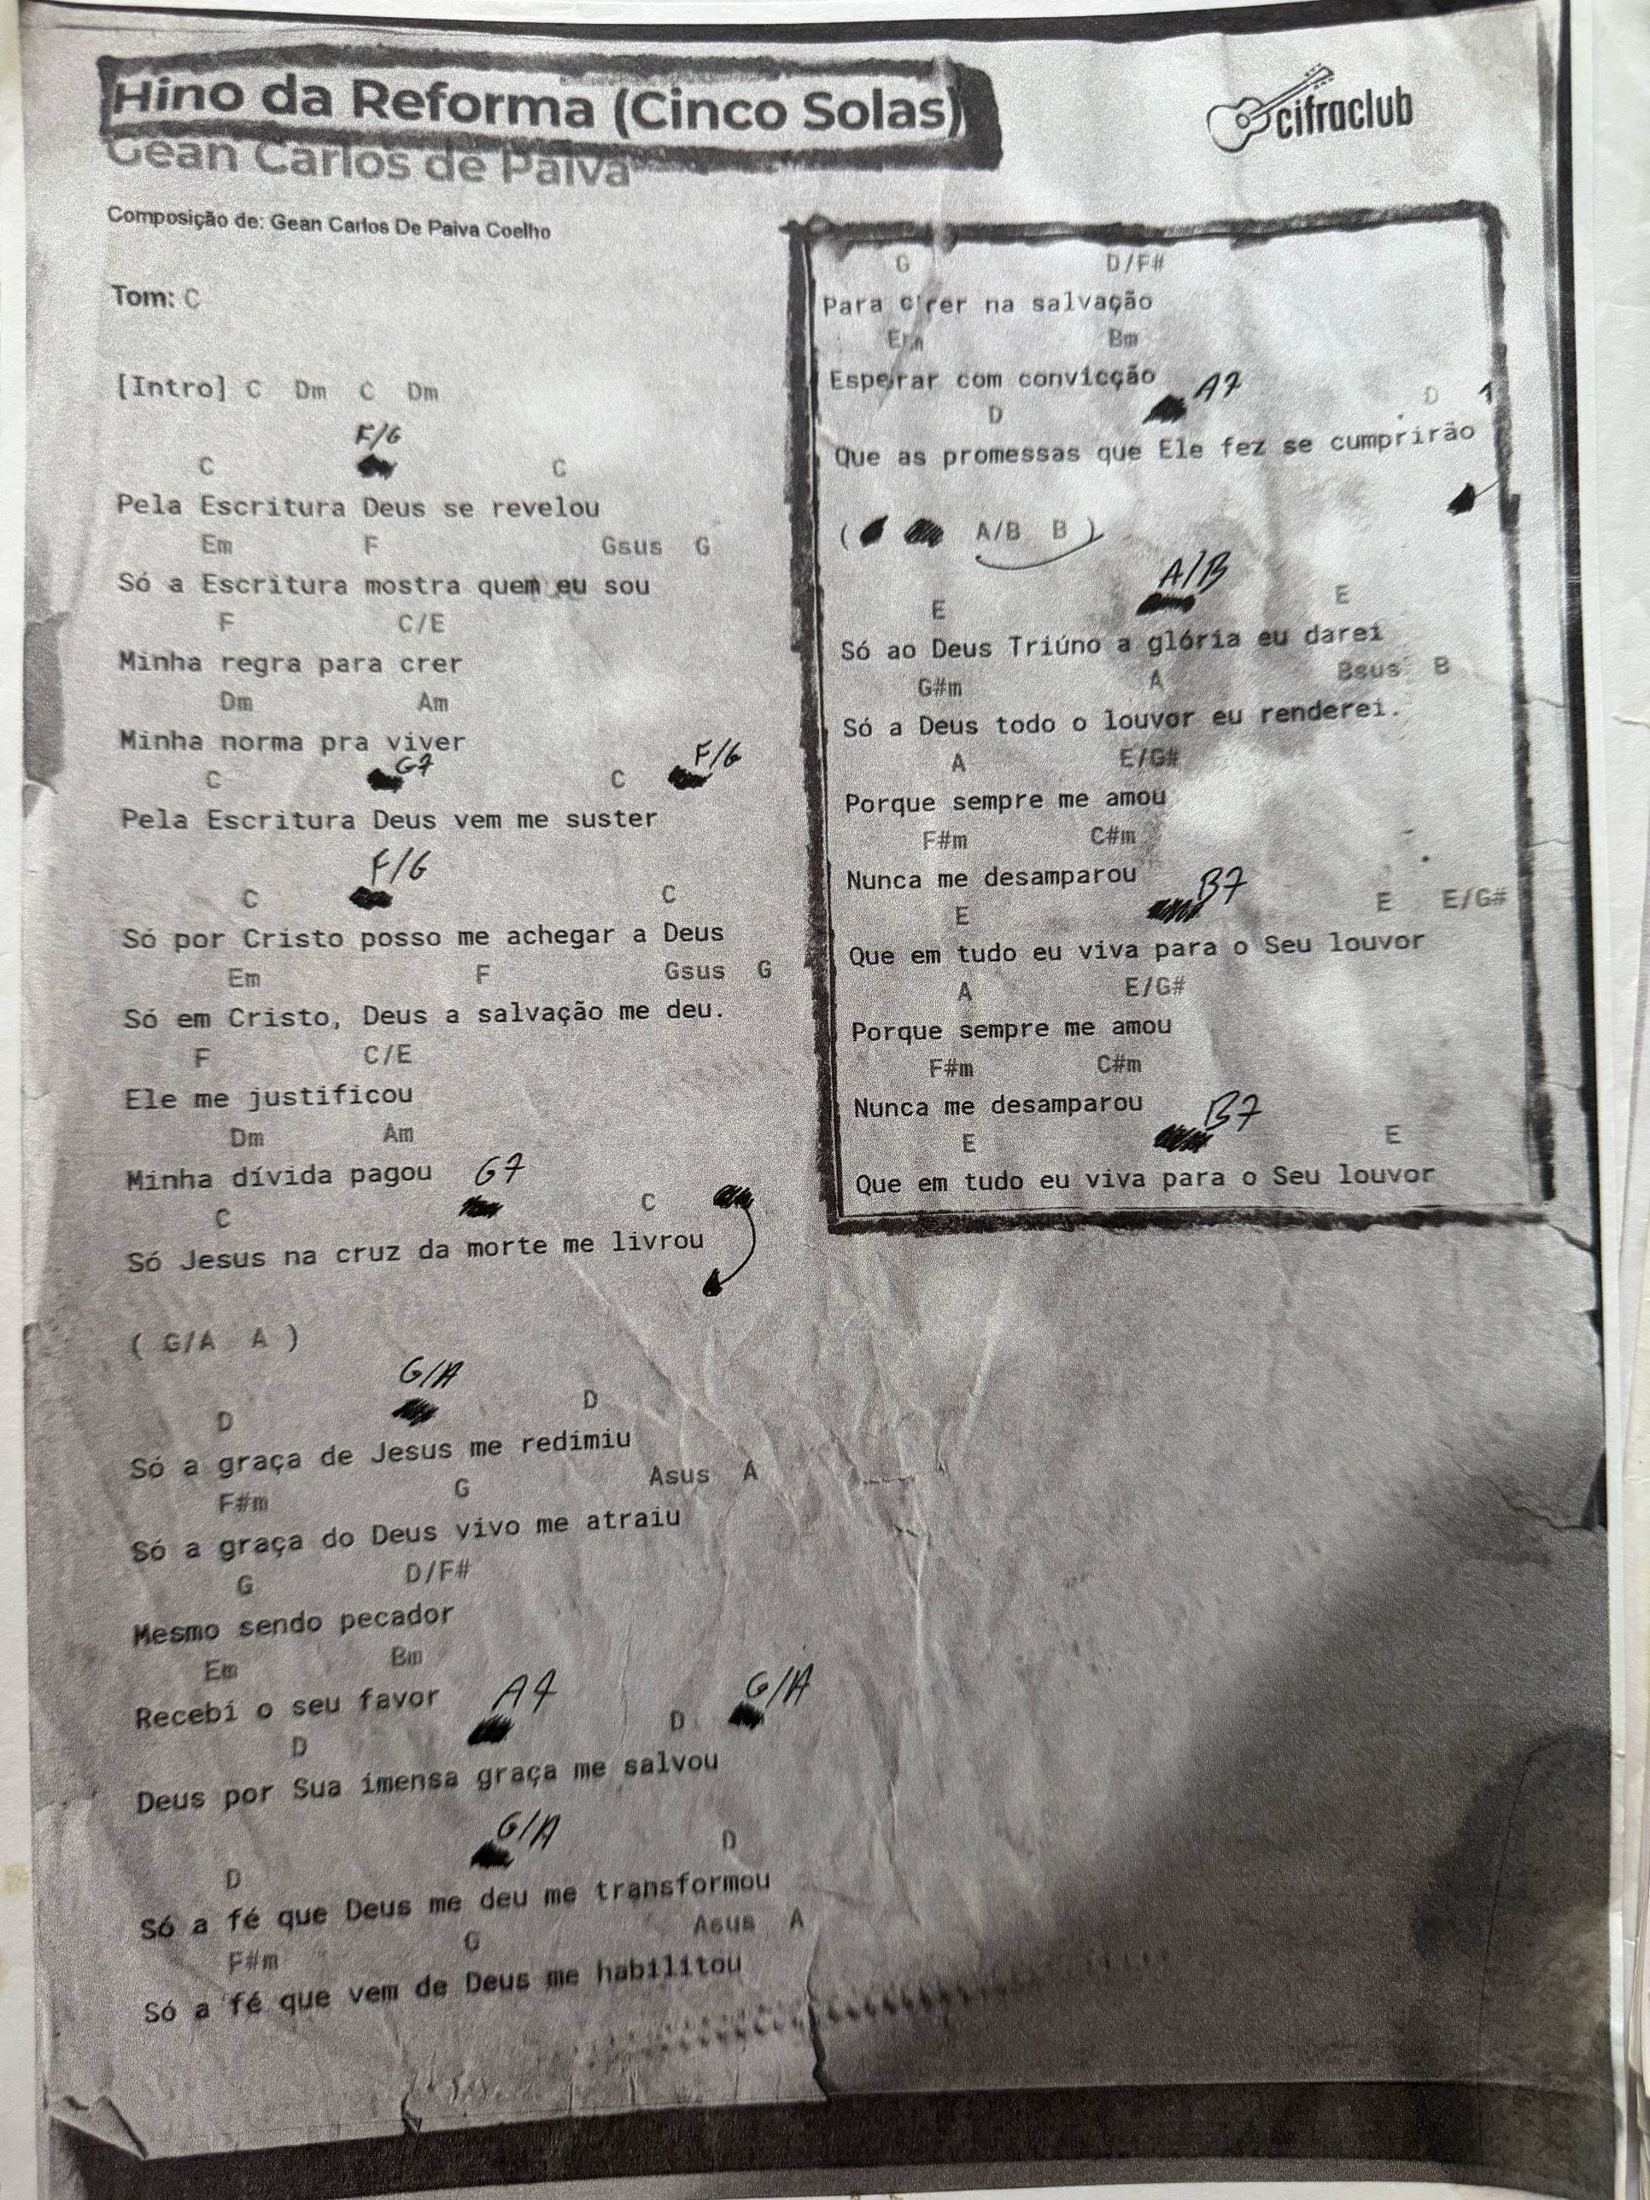 Hino da Reforma (Cinco Solas)
Gean Carlos de Paiva
cifraclub
Composição de: Gean Carlos De Paiva Coelho
Tom: C
[Intro] C Dm C Dm
F/G
C C
Pela Escritura Deus se revelou
Em F Gsus G
Só a Escritura mostra quem eu sou
F C/E
Minha regra para crer
Dm Am
Minha norma pra viver
C G7 C F/G
Pela Escritura Deus vem me suster
F/G
C C
Só por Cristo posso me achegar a Deus
Em F Gsus G
Só em Cristo, Deus a salvação me deu.
F C/E
Ele me justificou
Dm Am
Minha dívida pagou
G7
C C
Só Jesus na cruz da morte me livrou
( G/A A )
G/A
D D
Só a graça de Jesus me redimiu
F#m G Asus A
Só a graça do Deus vivo me atraiu
G D/F#
Mesmo sendo pecador
Em Bm
Recebi o seu favor
A7 G/A
D D
Deus por Sua imensa graça me salvou
G/A
D D
Só a fé que Deus me deu me transformou
F#m G Asus A
Só a fé que vem de Deus me habilitou
G D/F#
Para crer na salvação
Em Bm
Esperar com convicção
A7
D D
Que as promessas que Ele fez se cumprirão
( A/B B )
A/B
E E
Só ao Deus Triúno a glória eu darei
G#m A Bsus B
Só a Deus todo o louvor eu renderei.
A E/G#
Porque sempre me amou
F#m C#m
Nunca me desamparou
B7
E E E/G#
Que em tudo eu viva para o Seu louvor
A E/G#
Porque sempre me amou
F#m C#m
Nunca me desamparou
B7
E E
Que em tudo eu viva para o Seu louvor